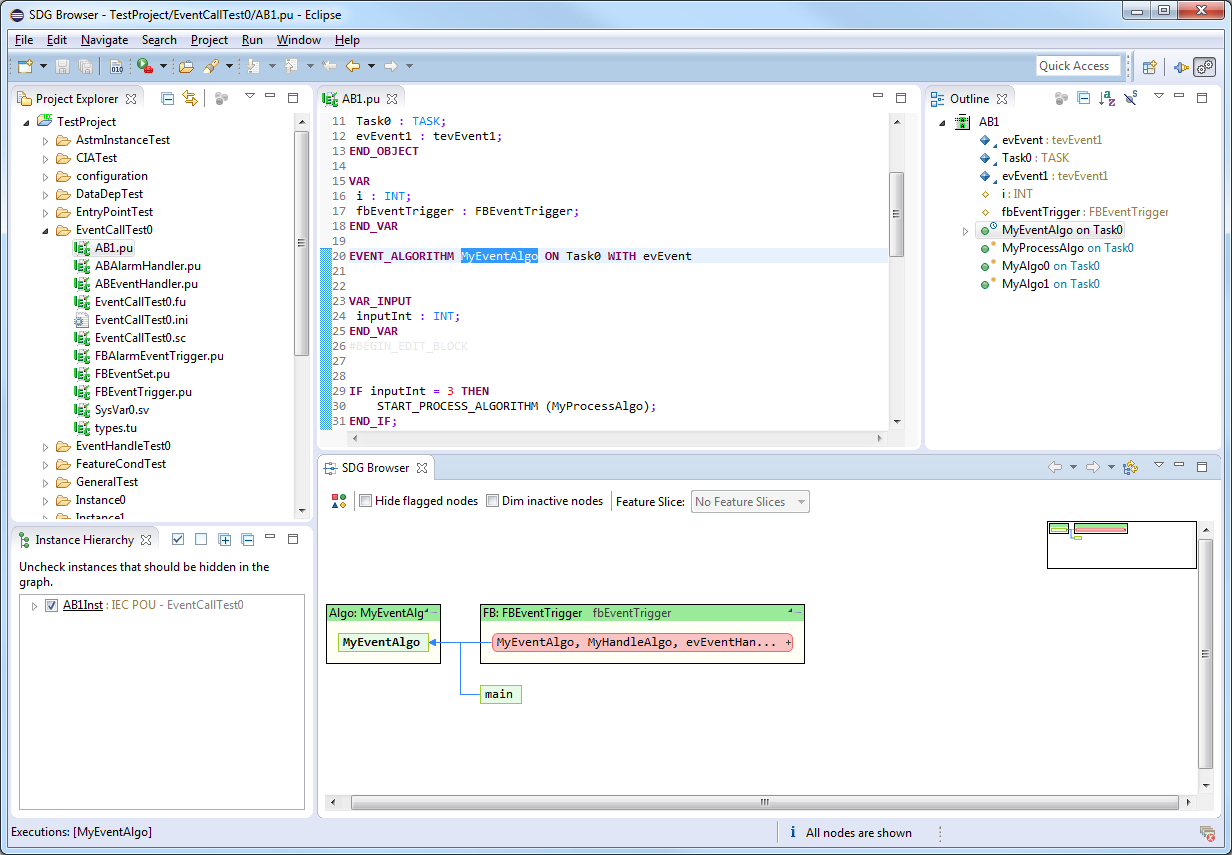 SDG Browser - TestProject/EventCallTest0/AB1.pu - Eclipse
File Edit Navigate Search Project Run Window Help
Quick Access
Project Explorer
TestProject
AstmInstanceTest
CIATest
configuration
DataDepTest
EntryPointTest
EventCallTest0
AB1.pu
ABAlarmHandler.pu
ABEventHandler.pu
EventCallTest0.fu
EventCallTest0.ini
EventCallTest0.sc
FBAlarmEventTrigger.pu
FBEventSet.pu
FBEventTrigger.pu
SysVar0.sv
types.tu
EventHandleTest0
FeatureCondTest
GeneralTest
Instance0
Instance1
AB1.pu
11 Task0 : TASK;
12 evEvent1 : tevEvent1;
13 END_OBJECT
14
15 VAR
16 i : INT;
17 fbEventTrigger : FBEventTrigger;
18 END_VAR
19
20 EVENT_ALGORITHM MyEventAlgo ON Task0 WITH evEvent
21
22
23 VAR_INPUT
24 inputInt : INT;
25 END_VAR
26 #BEGIN_EDIT_BLOCK
27
28
29 IF inputInt = 3 THEN
30 START_PROCESS_ALGORITHM (MyProcessAlgo);
31 END_IF;
Outline
AB1
evEvent : tevEvent1
Task0 : TASK
evEvent1 : tevEvent1
i : INT
fbEventTrigger : FBEventTrigger
MyEventAlgo on Task0
MyProcessAlgo on Task0
MyAlgo0 on Task0
MyAlgo1 on Task0
Instance Hierarchy
Uncheck instances that should be hidden in the
graph.
AB1Inst : IEC POU - EventCallTest0
SDG Browser
Hide flagged nodes Dim inactive nodes Feature Slice: No Feature Slices
Algo: MyEventAlg
MyEventAlgo
FB: FBEventTrigger fbEventTrigger
MyEventAlgo, MyHandleAlgo, evEventHan... +
main
Executions: [MyEventAlgo]
All nodes are shown